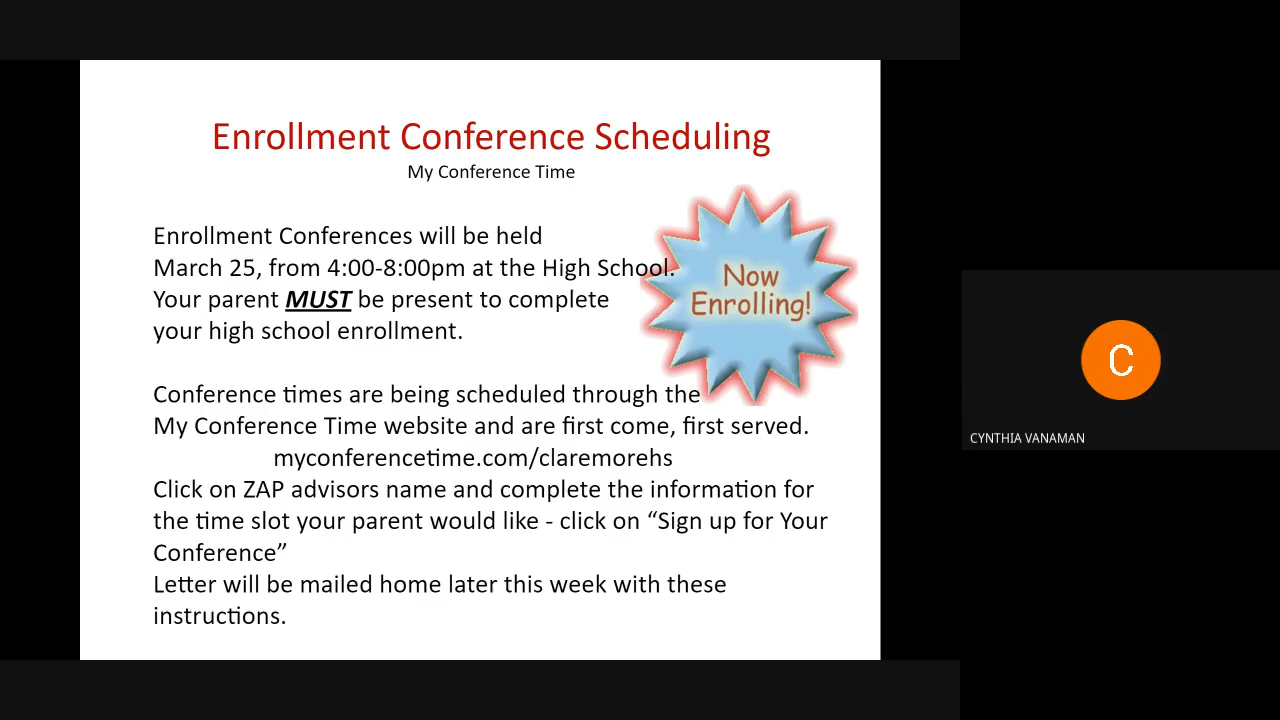 Enrollment Conference Scheduling
My Conference Time
Enrollment Conferences will be held
March 25, from 4:00-8:00pm at the High School.
Your parent MUST be present to complete
your high school enrollment.
Now
Enrolling!
Conference times are being scheduled through the
My Conference Time website and are first come, first served.
myconferencetime.com/claremorehs
Click on ZAP advisors name and complete the information for
the time slot your parent would like - click on “Sign up for Your
Conference”
Letter will be mailed home later this week with these
instructions.
C
CYNTHIA VANAMAN